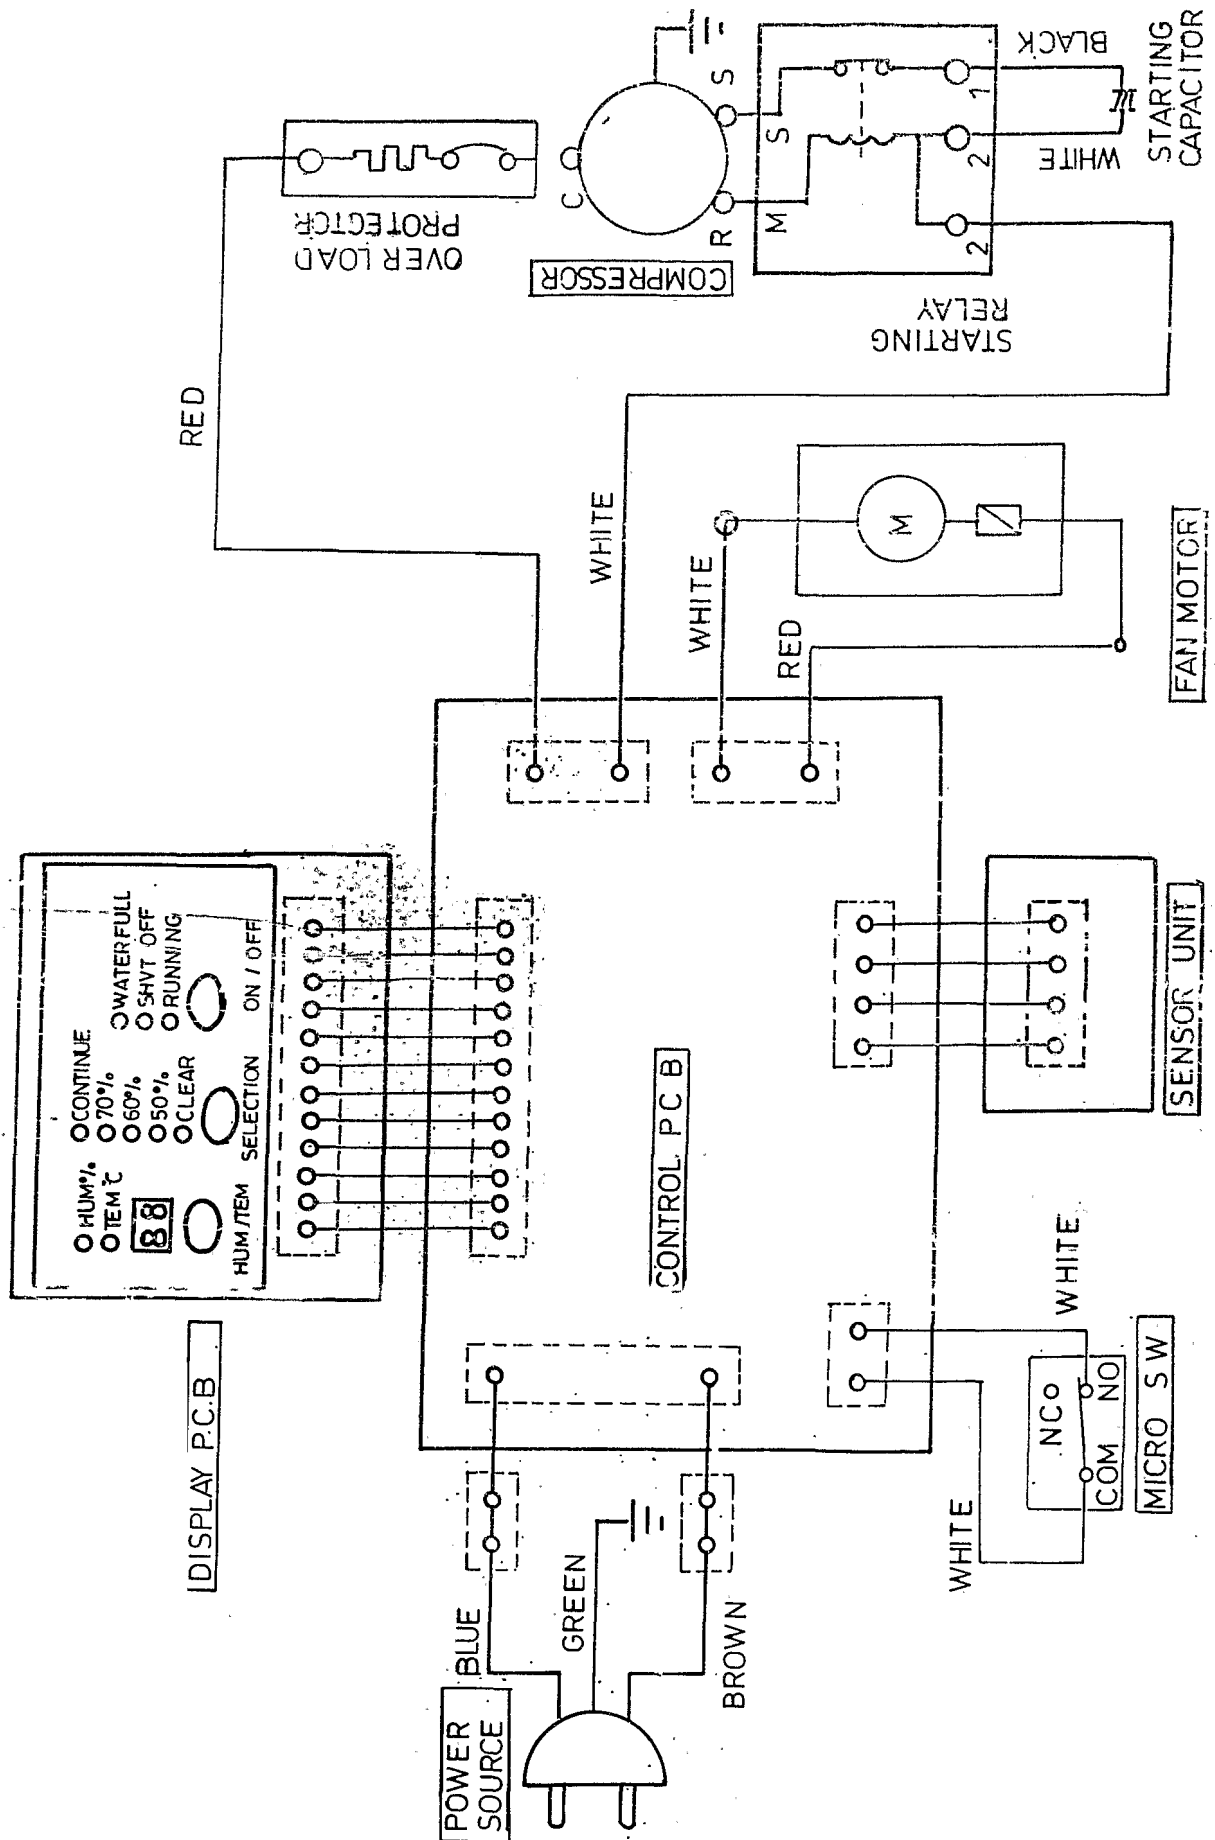 DISPLAY P.C.B
HUM%
TEM °C
88
HUM/TEM
CONTINUE
70%
60%
50%
CLEAR
SELECTION
WATER FULL
SHVT OFF
RUNNING
ON / OFF
POWER
SOURCE
BLUE
GREEN
BROWN
CONTROL P C B
WHITE
WHITE
NC
COM NO
MICRO S W
SENSOR UNIT
RED
WHITE
WHITE
RED
M
FAN MOTOR
OVER LOAD
PROTECTOR
COMPRESSOR
C
R
S
M
S
2
2
1
STARTING
RELAY
WHITE
BLACK
STARTING
CAPACITOR